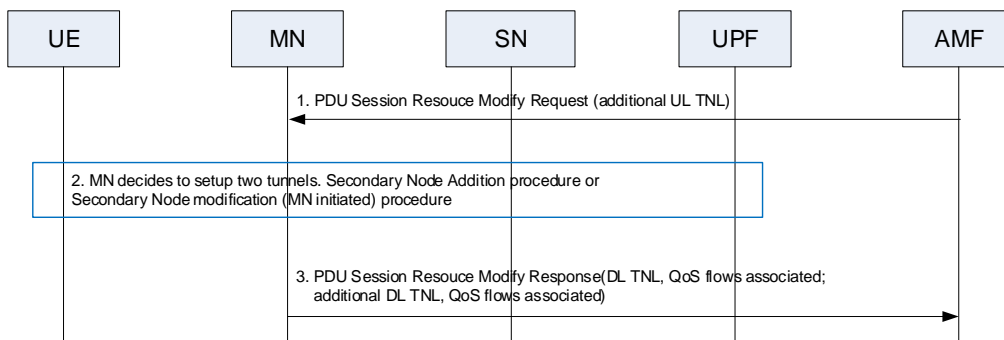 UE
MN
SN
UPF
AMF
1. PDU Session Resouce Modify Request (additional UL TNL)
2. MN decides to setup two tunnels. Secondary Node Addition procedure or
Secondary Node modification (MN initiated) procedure
3. PDU Session Resouce Modify Response(DL TNL, QoS flows associated;
additional DL TNL, QoS flows associated)